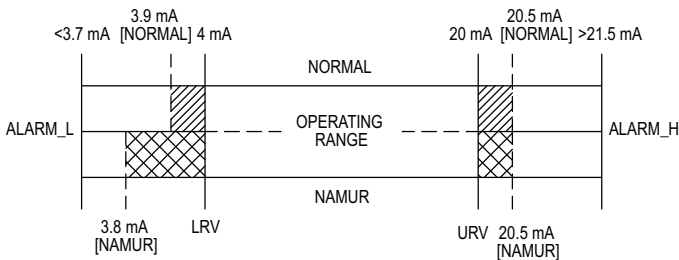 3.9 mA
20.5 mA
<3.7 mA [NORMAL] 4 mA
20 mA [NORMAL] >21.5 mA
NORMAL
ALARM_L
OPERATING
RANGE
ALARM_H
NAMUR
3.8 mA
[NAMUR]
LRV
URV
20.5 mA
[NAMUR]